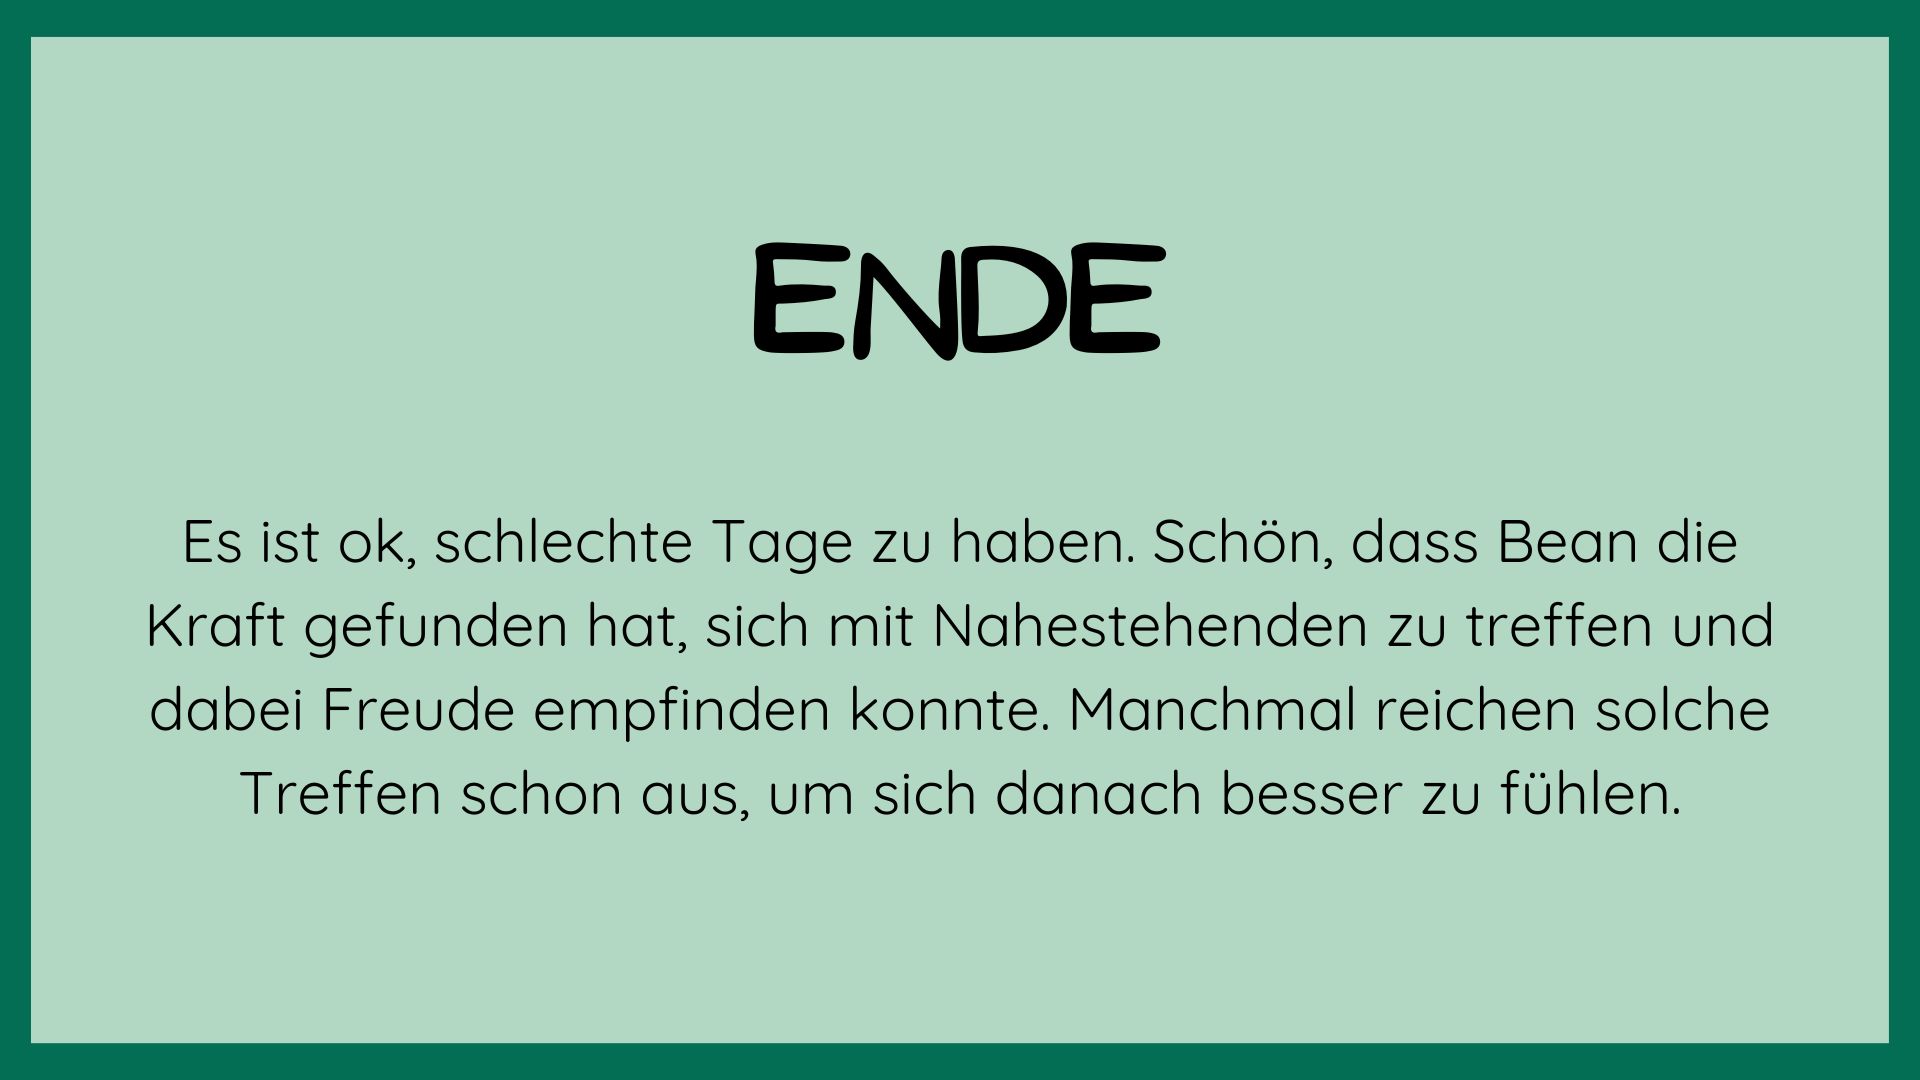 ENDE
Es ist ok, schlechte Tage zu haben. Schön, dass Bean die
Kraft gefunden hat, sich mit Nahestehenden zu treffen und
dabei Freude empfinden konnte. Manchmal reichen solche
Treffen schon aus, um sich danach besser zu fühlen.